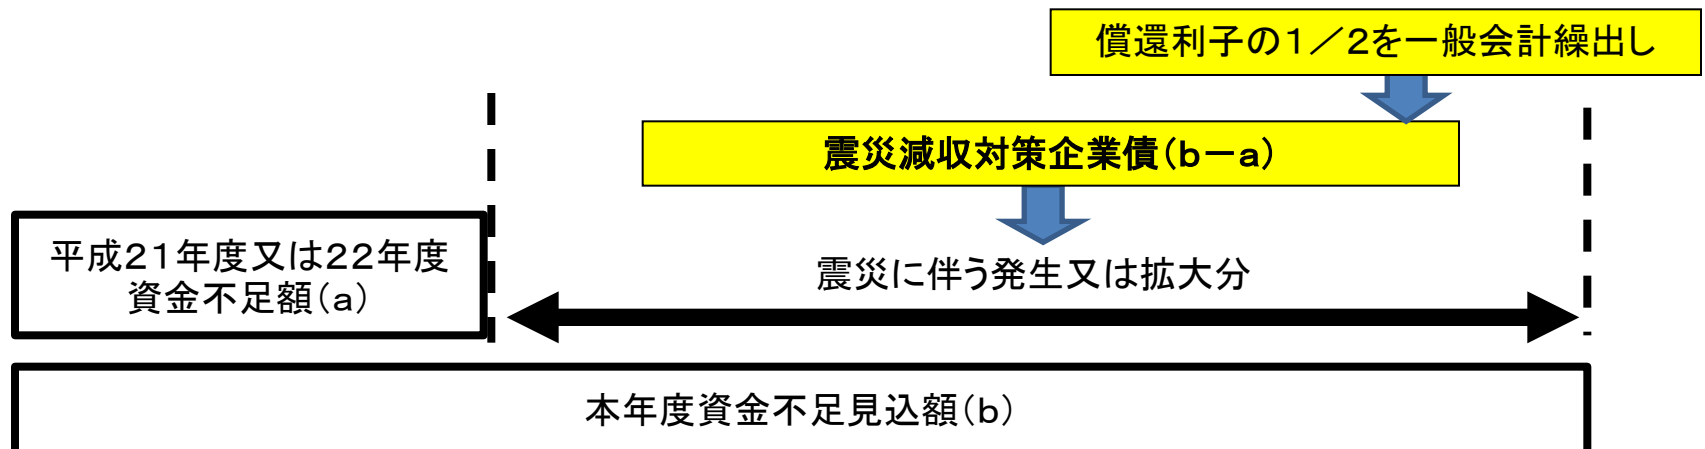 償還利子の１／２を一般会計繰出し
震災減収対策企業債（ｂ－ａ）
平成２１年度又は２２年度
資金不足額（ａ）
震災に伴う発生又は拡大分
本年度資金不足見込額（ｂ）